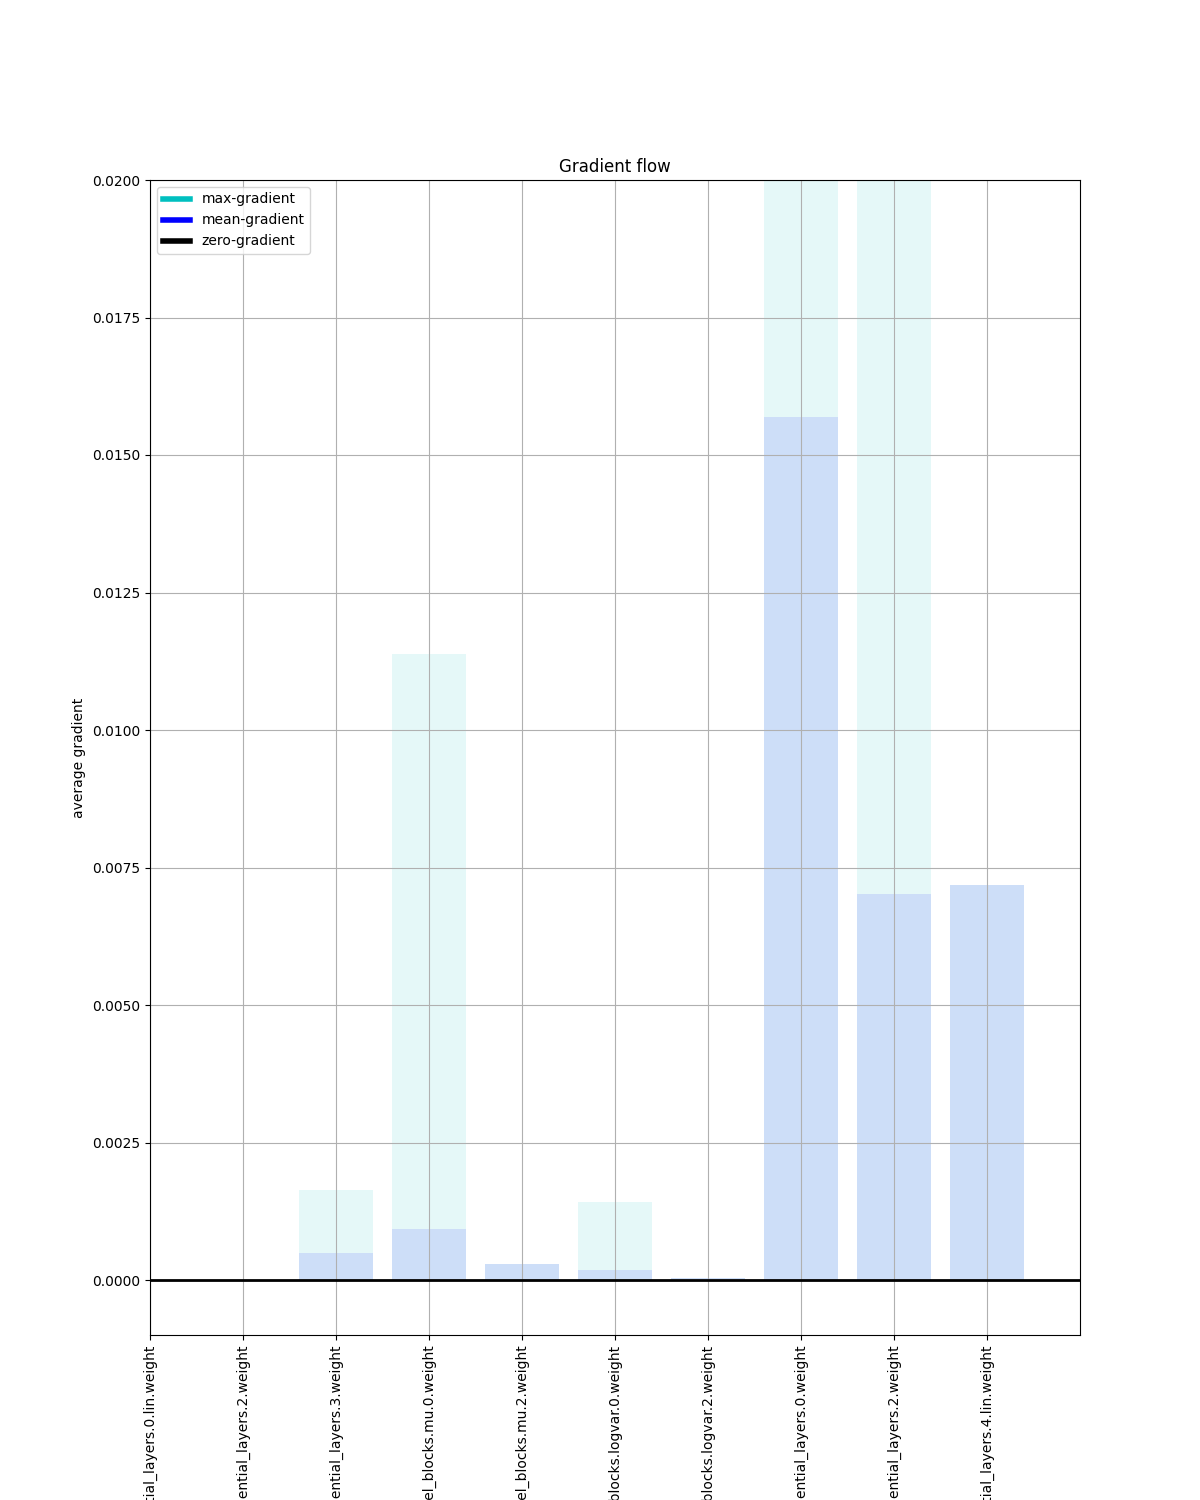 Gradient flow
max-gradient
mean-gradient
zero-gradient
0.0200
0.0175
0.0150
0.0125
0.0100
0.0075
0.0050
0.0025
0.0000
average gradient
tial_layers.0.lin.weight
ential_layers.2.weight
ential_layers.3.weight
el_blocks.mu.0.weight
el_blocks.mu.2.weight
blocks.logvar.0.weight
blocks.logvar.2.weight
ential_layers.0.weight
ential_layers.2.weight
tial_layers.4.lin.weight